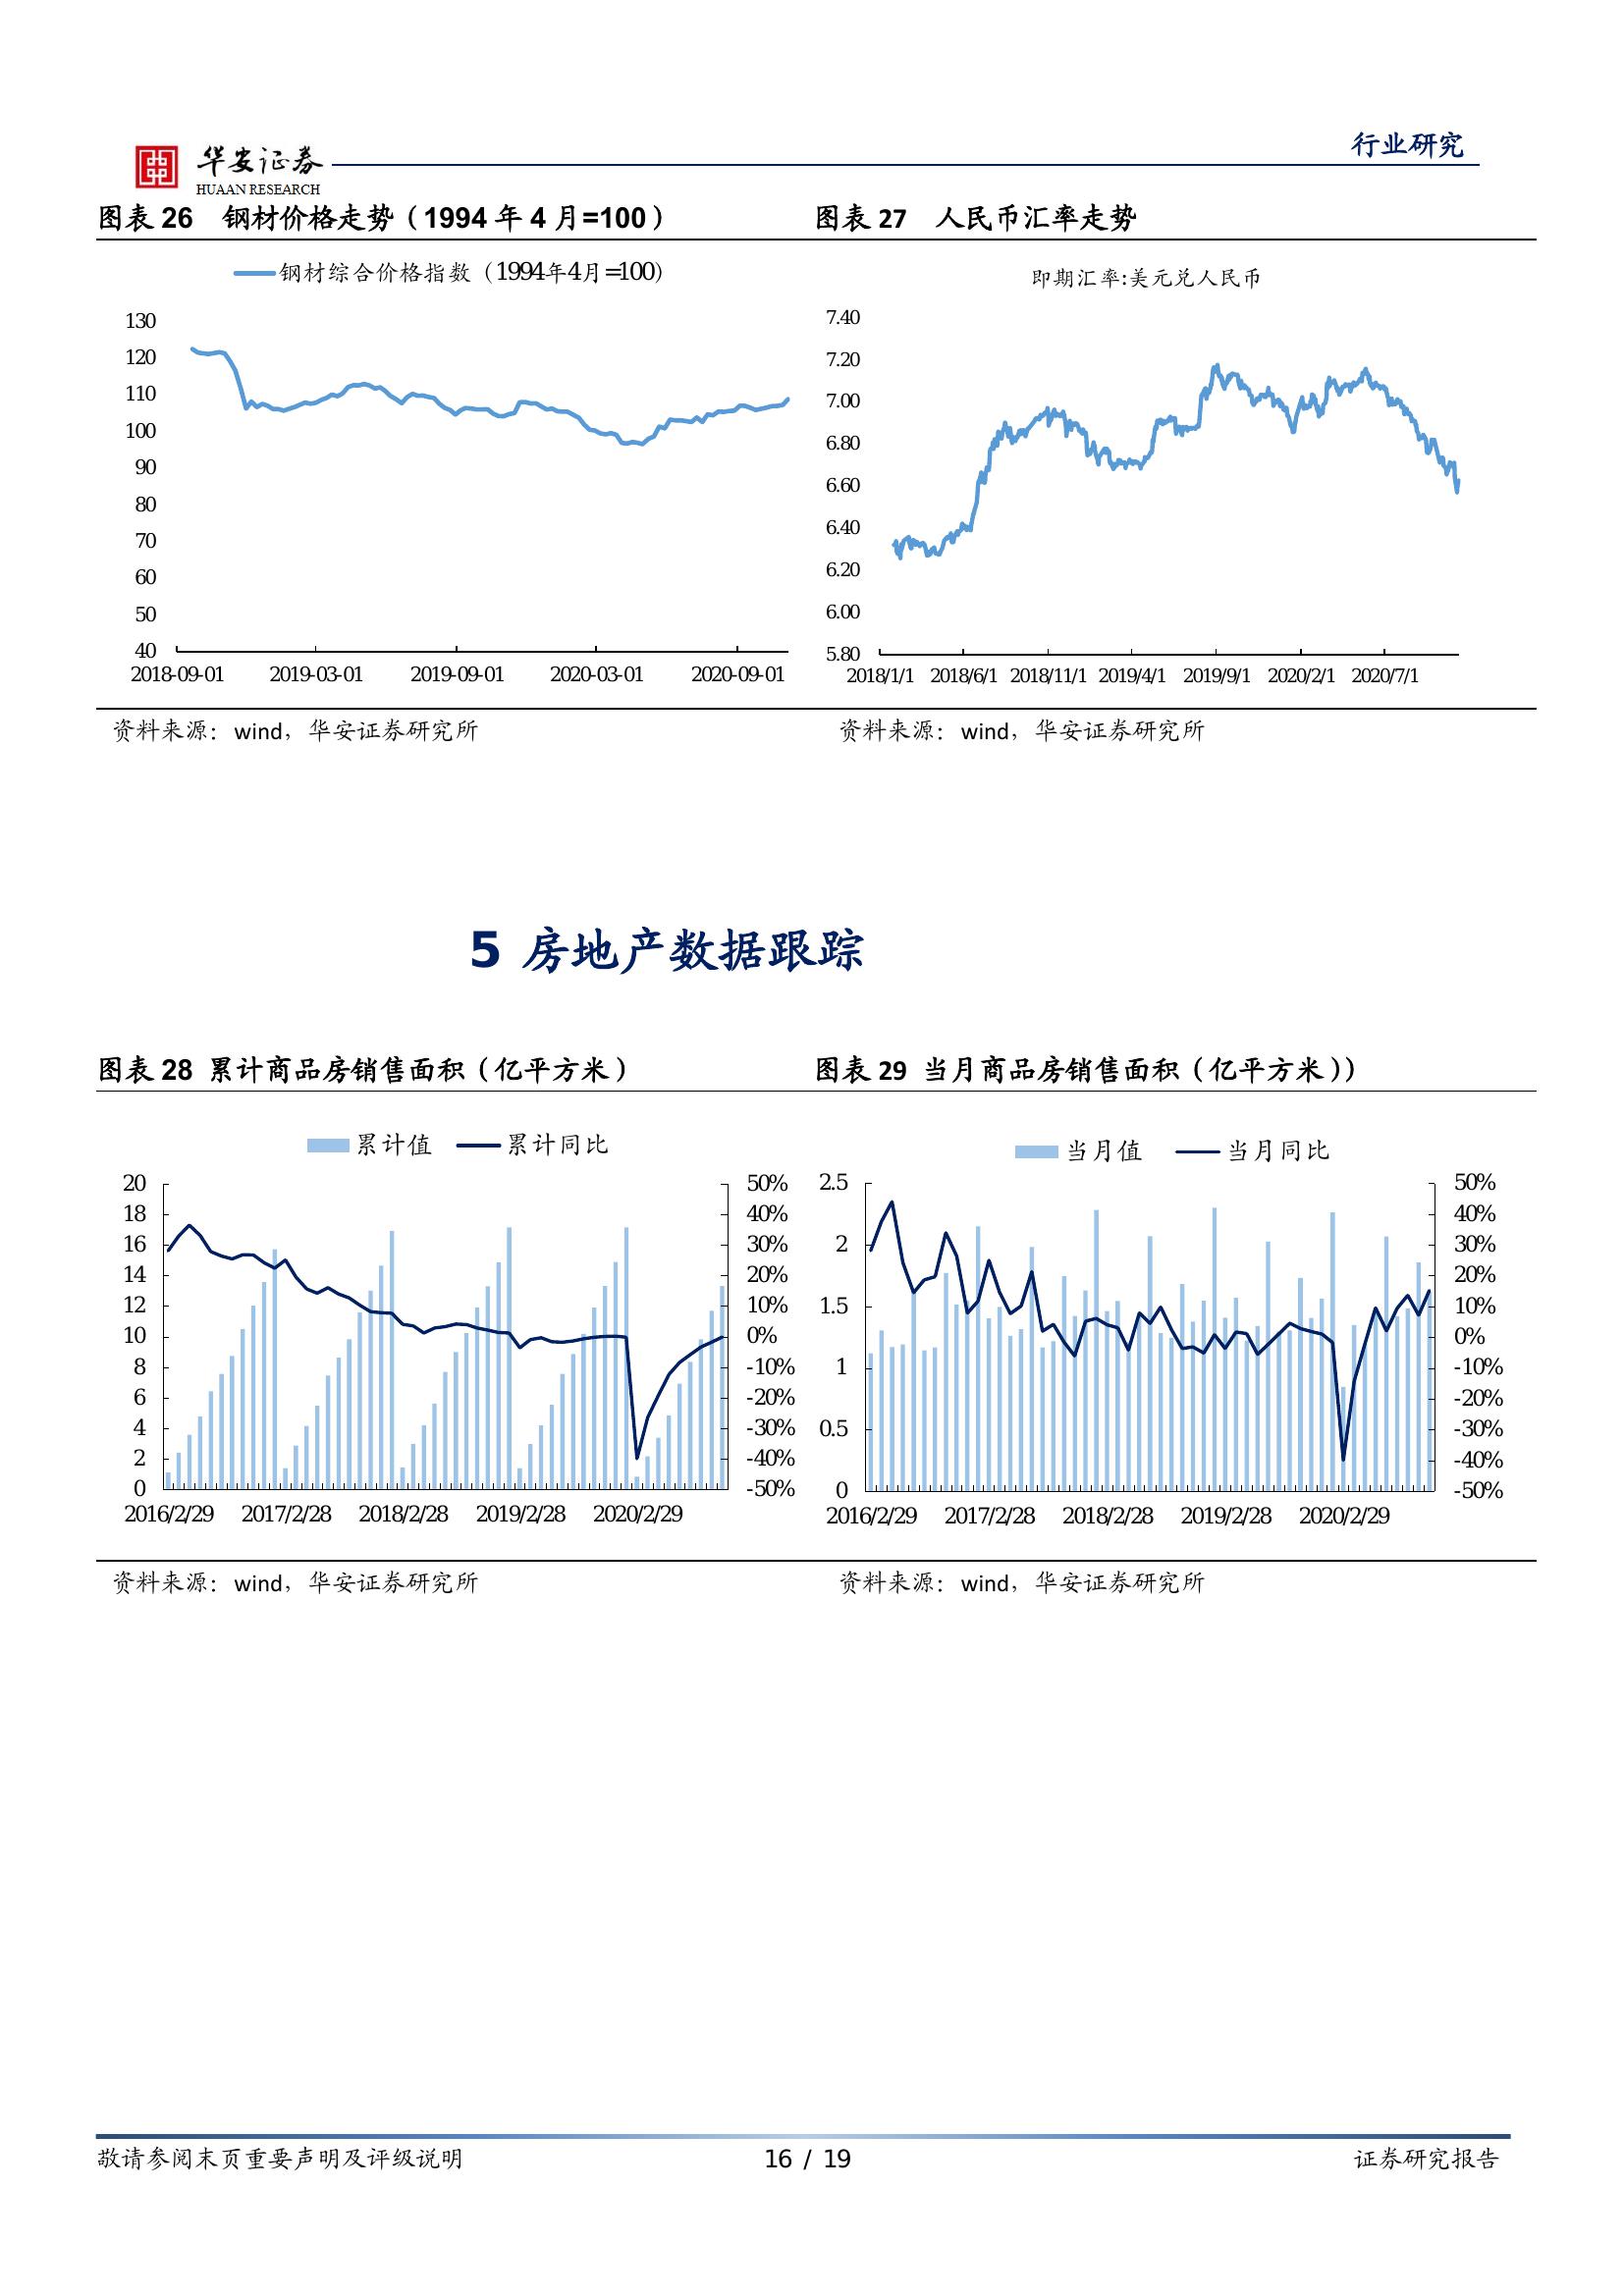 行业研究
华安证券
HUAAN RESEARCH
图表 26 钢材价格走势（1994 年 4 月=100）
图表 27 人民币汇率走势
钢材综合价格指数（1994年4月=100）
130
120
110
100
90
80
70
60
50
40
2018-09-01 2019-03-01 2019-09-01 2020-03-01 2020-09-01
即期汇率:美元兑人民币
7.40
7.20
7.00
6.80
6.60
6.40
6.20
6.00
5.80
2018/1/1 2018/6/1 2018/11/1 2019/4/1 2019/9/1 2020/2/1 2020/7/1
资料来源：wind，华安证券研究所
资料来源：wind，华安证券研究所
5 房地产数据跟踪
图表 28 累计商品房销售面积（亿平方米）
图表 29 当月商品房销售面积（亿平方米））
累计值 累计同比
20
18
16
14
12
10
8
6
4
2
0
50%
40%
30%
20%
10%
0%
-10%
-20%
-30%
-40%
-50%
2016/2/29 2017/2/28 2018/2/28 2019/2/28 2020/2/29
当月值 当月同比
2.5
2
1.5
1
0.5
0
50%
40%
30%
20%
10%
0%
-10%
-20%
-30%
-40%
-50%
2016/2/29 2017/2/28 2018/2/28 2019/2/28 2020/2/29
资料来源：wind，华安证券研究所
资料来源：wind，华安证券研究所
敬请参阅末页重要声明及评级说明
16 / 19
证券研究报告